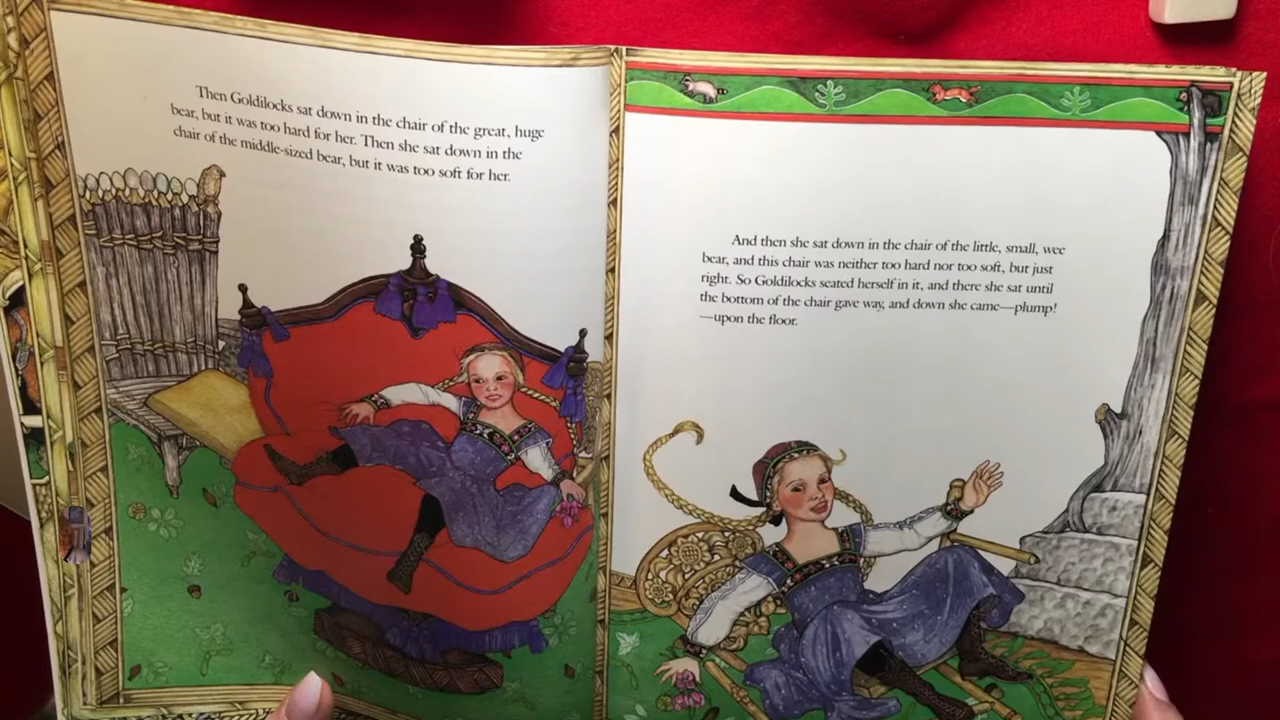 Then Goldilocks sat down in the chair of the great, huge
bear, but it was too hard for her. Then she sat down in the
chair of the middle-sized bear, but it was too soft for her.
And then she sat down in the chair of the little, small, wee
bear, and this chair was neither too hard nor too soft, but just
right. So Goldilocks seated herself in it, and there she sat until
the bottom of the chair gave way, and down she came—plump!
—upon the floor.